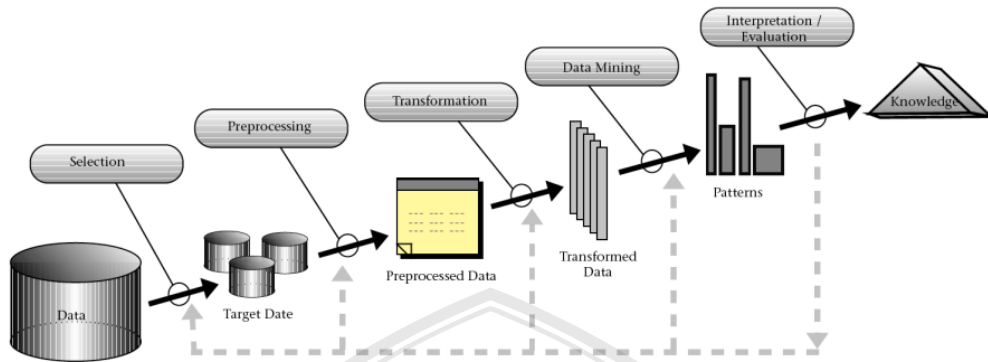 Interpretation /
Evaluation
Data Mining
Transformation
Preprocessing
Selection
Data
Target Date
Preprocessed Data
Transformed
Data
Patterns
Knowledge